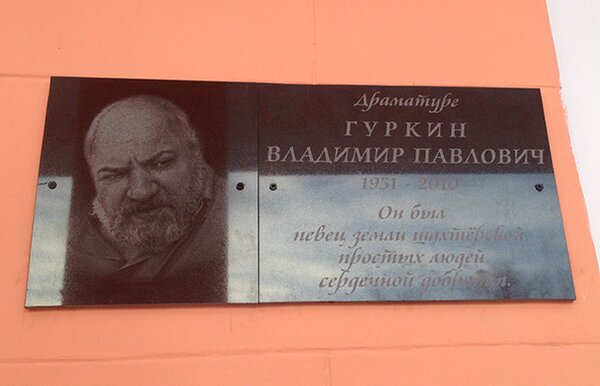 Драматург
ГУРКИН
ВЛАДИМИР ПАВЛОВИЧ
1951 - 2010
Он был
певец земли шахтёрской,
простых людей,
сердечной доброты.